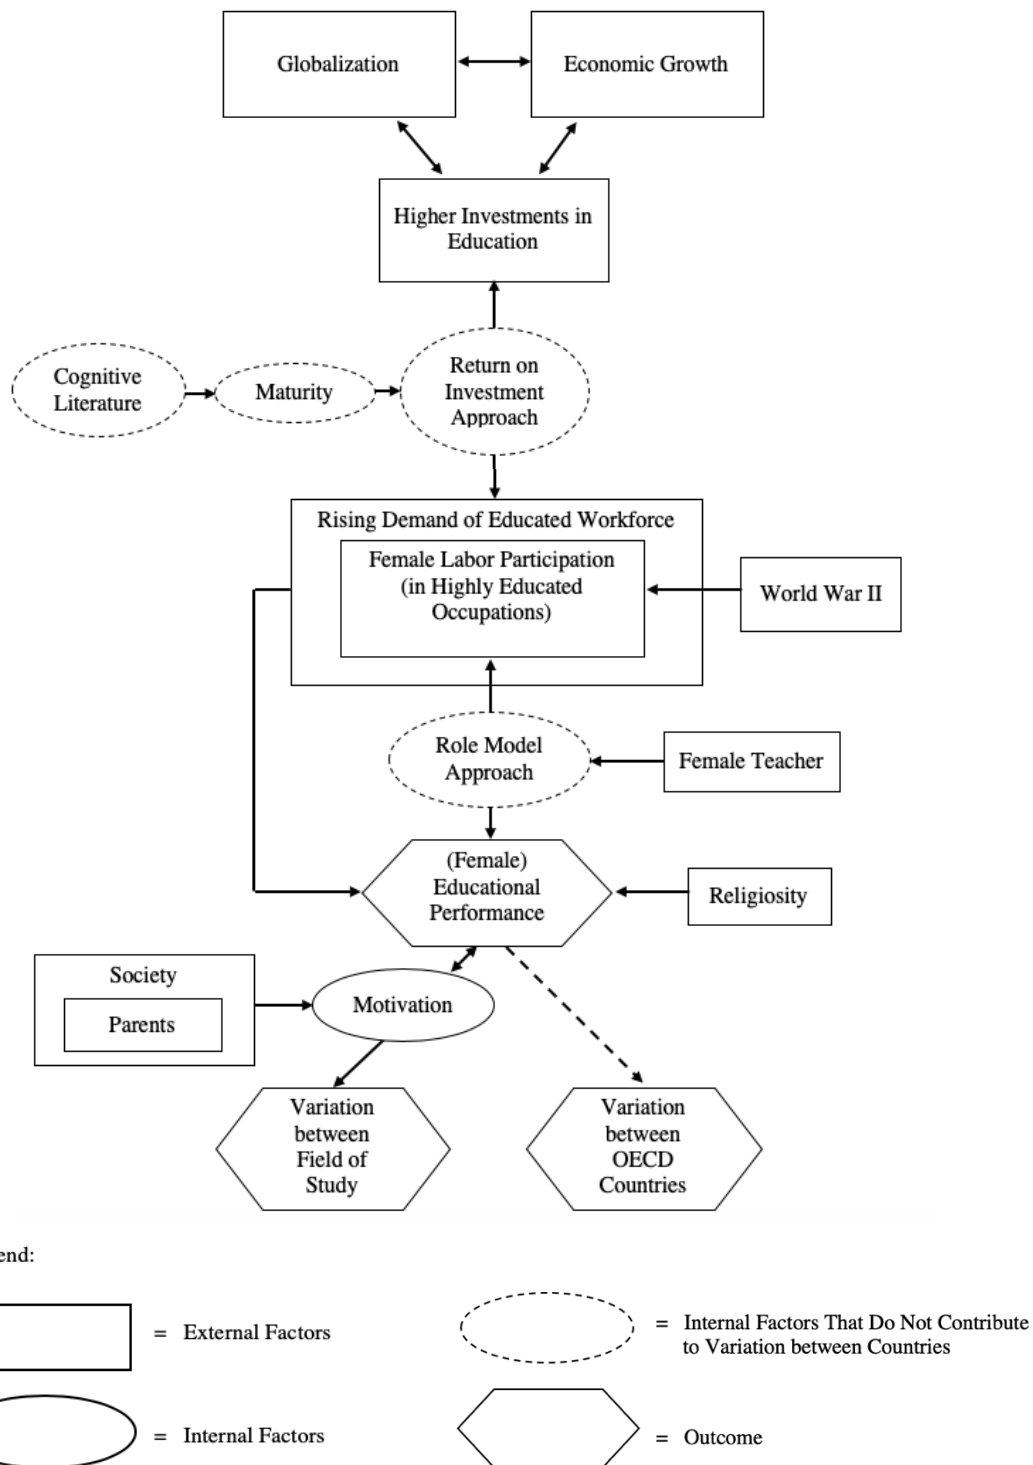 Globalization
Economic Growth
Higher Investments in
Education
Cognitive
Literature
Maturity
Return on
Investment
Approach
Rising Demand of Educated Workforce
Female Labor Participation
(in Highly Educated
Occupations)
World War II
Role Model
Approach
Female Teacher
(Female)
Educational
Performance
Religiosity
Society
Parents
Motivation
Variation
between
Field of
Study
Variation
between
OECD
Countries
end:
= External Factors
= Internal Factors That Do Not Contribute
to Variation between Countries
= Internal Factors
= Outcome